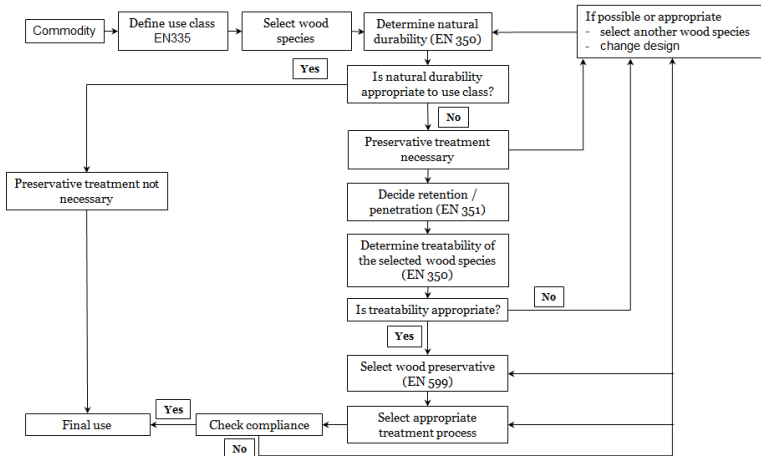 Commodity
Define use class
EN335
Select wood
species
Determine natural
durability (EN 350)
If possible or appropriate
- select another wood species
- change design
Yes
Is natural durability
appropriate to use class?
No
Preservative treatment
necessary
Preservative treatment not
necessary
Decide retention /
penetration (EN 351)
Determine treatability of
the selected wood species
(EN 350)
No
Is treatability appropriate?
Yes
Select wood preservative
(EN 599)
Final use
Yes
Check compliance
Select appropriate
treatment process
No